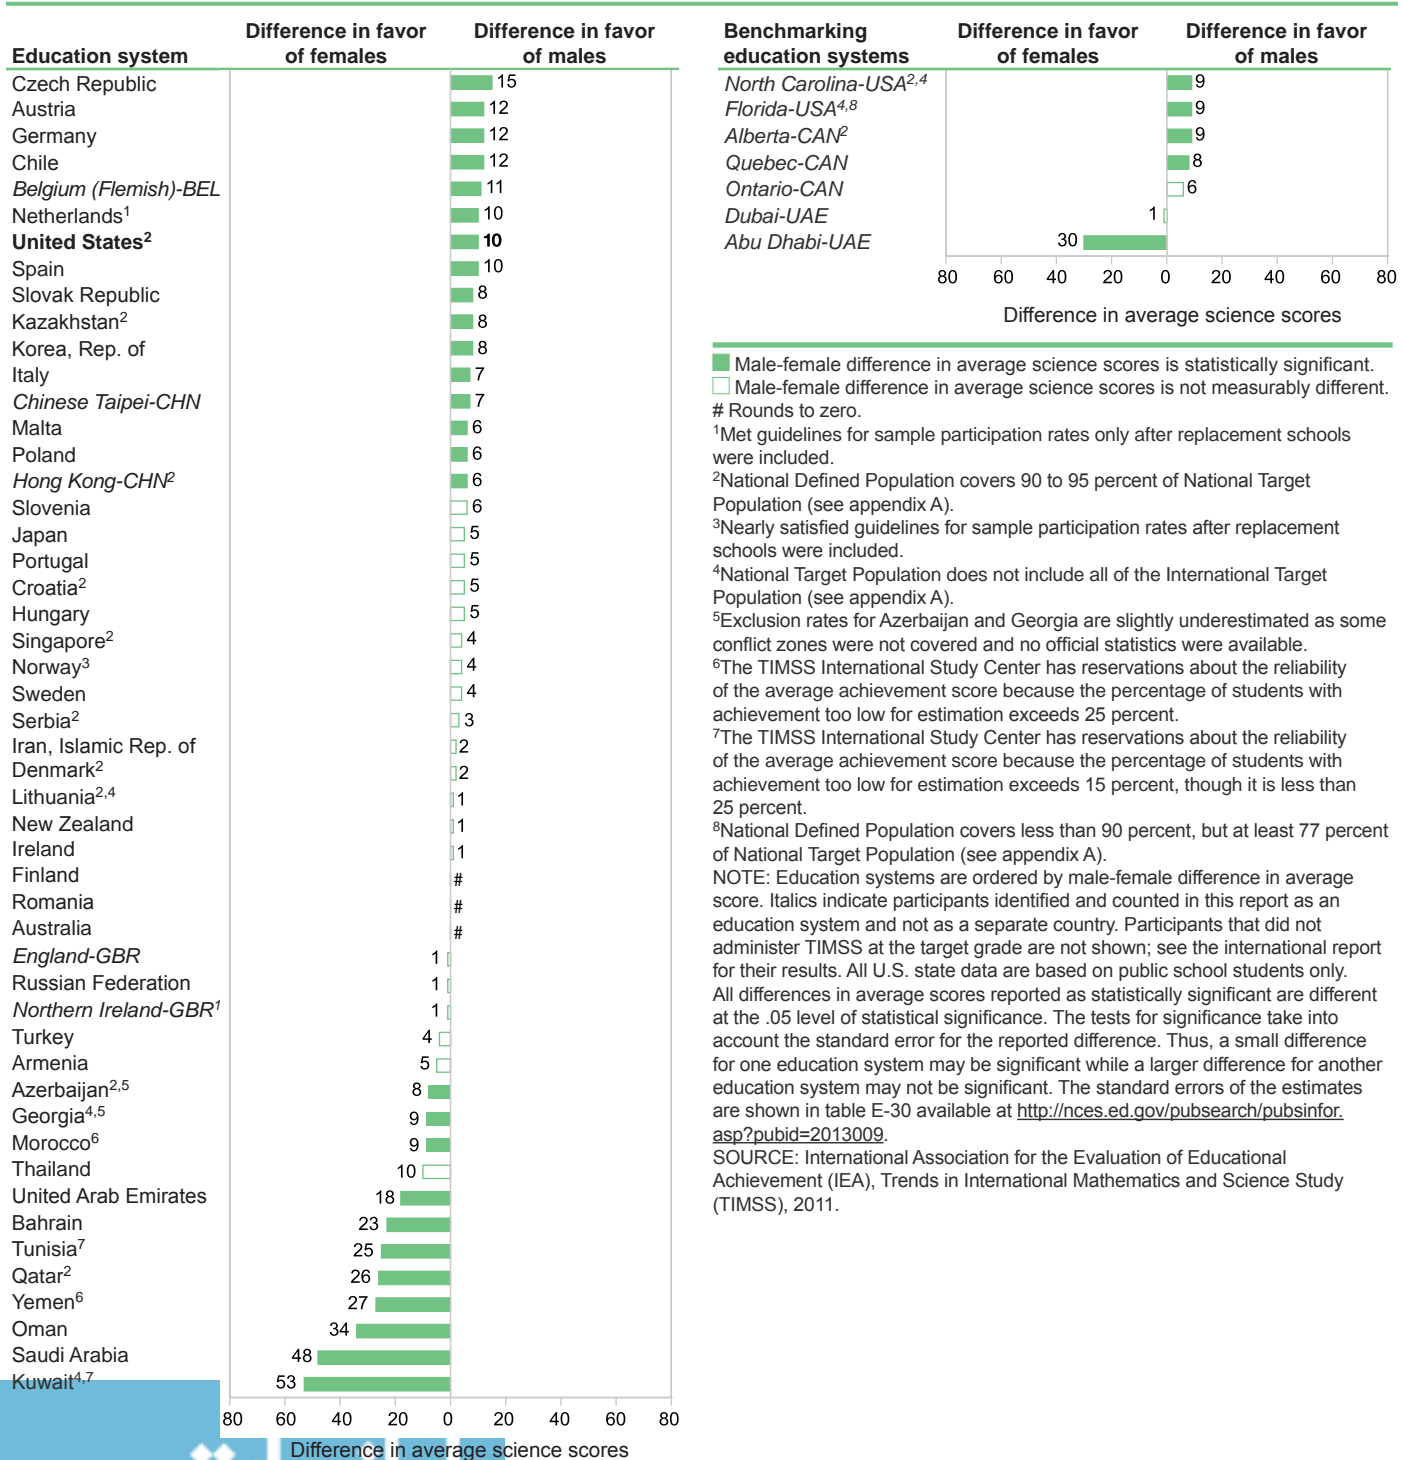 Education system Difference in favor of females Difference in favor of males
Czech Republic 15
Austria 12
Germany 12
Chile 12
Belgium (Flemish)-BEL 11
Netherlands¹ 10
United States² 10
Spain 10
Slovak Republic 8
Kazakhstan² 8
Korea, Rep. of 8
Italy 7
Chinese Taipei-CHN 7
Malta 6
Poland 6
Hong Kong-CHN² 6
Slovenia 6
Japan 5
Portugal 5
Croatia² 5
Hungary 5
Singapore² 4
Norway³ 4
Sweden 4
Serbia² 3
Iran, Islamic Rep. of 2
Denmark² 2
Lithuania²,⁴ 1
New Zealand 1
Ireland 1
Finland #
Romania #
Australia #
England-GBR 1
Russian Federation 1
Northern Ireland-GBR¹ 1
Turkey 4
Armenia 5
Azerbaijan²,⁵ 8
Georgia⁴,⁵ 9
Morocco⁶ 9
Thailand 10
United Arab Emirates 18
Bahrain 23
Tunisia⁷ 25
Qatar² 26
Yemen⁶ 27
Oman 34
Saudi Arabia 48
Kuwait⁴,⁷ 53
80 60 40 20 0 20 40 60 80
Difference in average science scores
Benchmarking education systems Difference in favor of females Difference in favor of males
North Carolina-USA²,⁴ 9
Florida-USA⁴,⁸ 9
Alberta-CAN² 9
Quebec-CAN 8
Ontario-CAN 6
Dubai-UAE 1
Abu Dhabi-UAE 30
80 60 40 20 0 20 40 60 80
Difference in average science scores
Male-female difference in average science scores is statistically significant.
Male-female difference in average science scores is not measurably different.
# Rounds to zero.
¹Met guidelines for sample participation rates only after replacement schools
were included.
²National Defined Population covers 90 to 95 percent of National Target
Population (see appendix A).
³Nearly satisfied guidelines for sample participation rates after replacement
schools were included.
⁴National Target Population does not include all of the International Target
Population (see appendix A).
⁵Exclusion rates for Azerbaijan and Georgia are slightly underestimated as some
conflict zones were not covered and no official statistics were available.
⁶The TIMSS International Study Center has reservations about the reliability
of the average achievement score because the percentage of students with
achievement too low for estimation exceeds 25 percent.
⁷The TIMSS International Study Center has reservations about the reliability
of the average achievement score because the percentage of students with
achievement too low for estimation exceeds 15 percent, though it is less than
25 percent.
⁸National Defined Population covers less than 90 percent, but at least 77 percent
of National Target Population (see appendix A).
NOTE: Education systems are ordered by male-female difference in average
score. Italics indicate participants identified and counted in this report as an
education system and not as a separate country. Participants that did not
administer TIMSS at the target grade are not shown; see the international report
for their results. All U.S. state data are based on public school students only.
All differences in average scores reported as statistically significant are different
at the .05 level of statistical significance. The tests for significance take into
account the standard error for the reported difference. Thus, a small difference
for one education system may be significant while a larger difference for another
education system may not be significant. The standard errors of the estimates
are shown in table E-30 available at http://nces.ed.gov/pubsearch/pubsinfor.
asp?pubid=2013009.
SOURCE: International Association for the Evaluation of Educational
Achievement (IEA), Trends in International Mathematics and Science Study
(TIMSS), 2011.